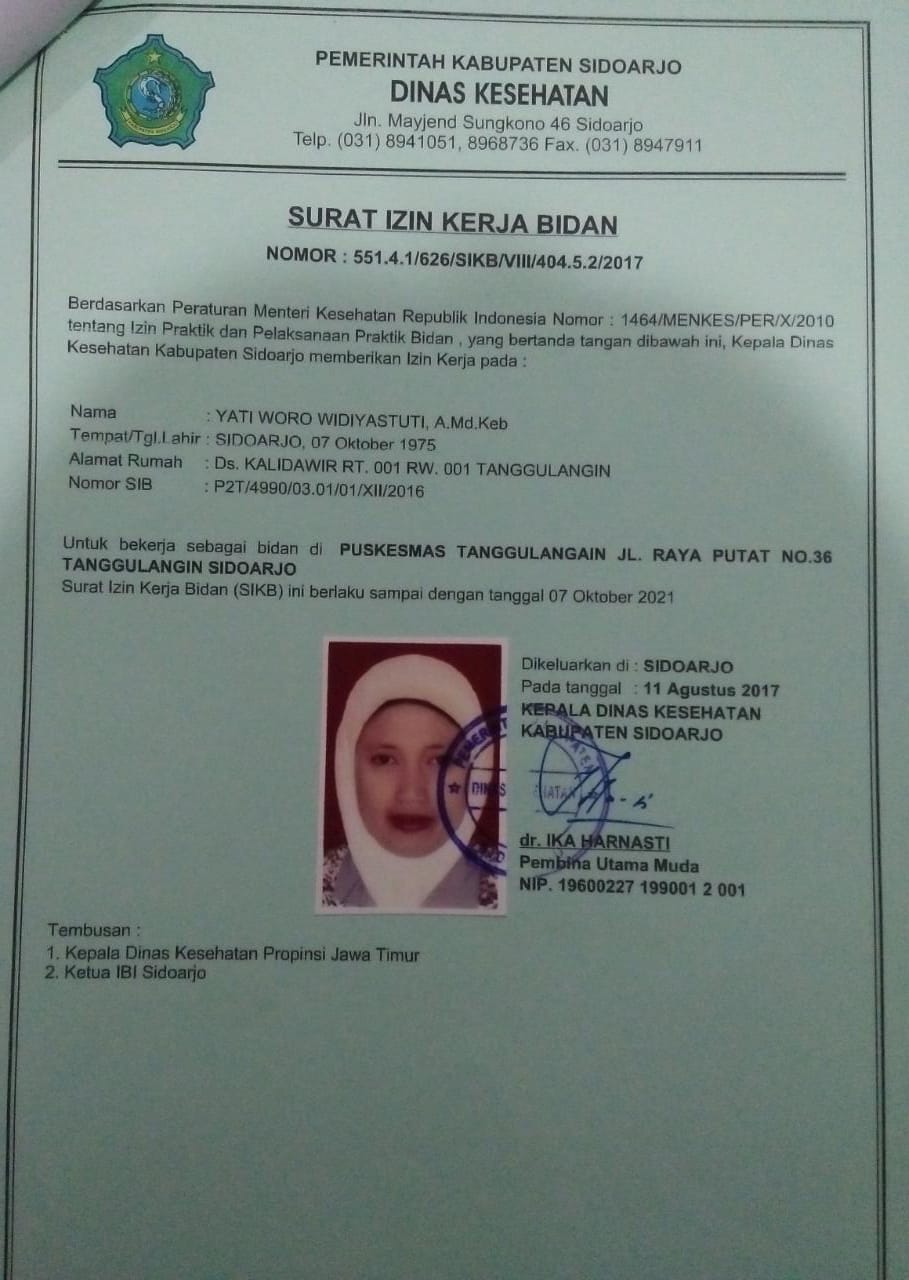 PEMERINTAH KABUPATEN SIDOARJO
DINAS KESEHATAN
Jln. Mayjend Sungkono 46 Sidoarjo
Telp. (031) 8941051, 8968736 Fax. (031) 8947911
SURAT IZIN KERJA BIDAN
NOMOR : 551.4.1/626/SIKB/VIII/404.5.2/2017
Berdasarkan Peraturan Menteri Kesehatan Republik Indonesia Nomor : 1464/MENKES/PER/X/2010
tentang Izin Praktik dan Pelaksanaan Praktik Bidan , yang bertanda tangan dibawah ini, Kepala Dinas
Kesehatan Kabupaten Sidoarjo memberikan Izin Kerja pada :
Nama : YATI WORO WIDIYASTUTI, A.Md.Keb
Tempat/Tgl.Lahir : SIDOARJO, 07 Oktober 1975
Alamat Rumah : Ds. KALIDAWIR RT. 001 RW. 001 TANGGULANGIN
Nomor SIB : P2T/4990/03.01/01/XII/2016
Untuk bekerja sebagai bidan di PUSKESMAS TANGGULANGAIN JL. RAYA PUTAT NO.36
TANGGULANGIN SIDOARJO
Surat Izin Kerja Bidan (SIKB) ini berlaku sampai dengan tanggal 07 Oktober 2021
Dikeluarkan di : SIDOARJO
Pada tanggal : 11 Agustus 2017
KEPALA DINAS KESEHATAN
KABUPATEN SIDOARJO
dr. IKA HARNASTI
Pembina Utama Muda
NIP. 19600227 199001 2 001
Tembusan :
1. Kepala Dinas Kesehatan Propinsi Jawa Timur
2. Ketua IBI Sidoarjo